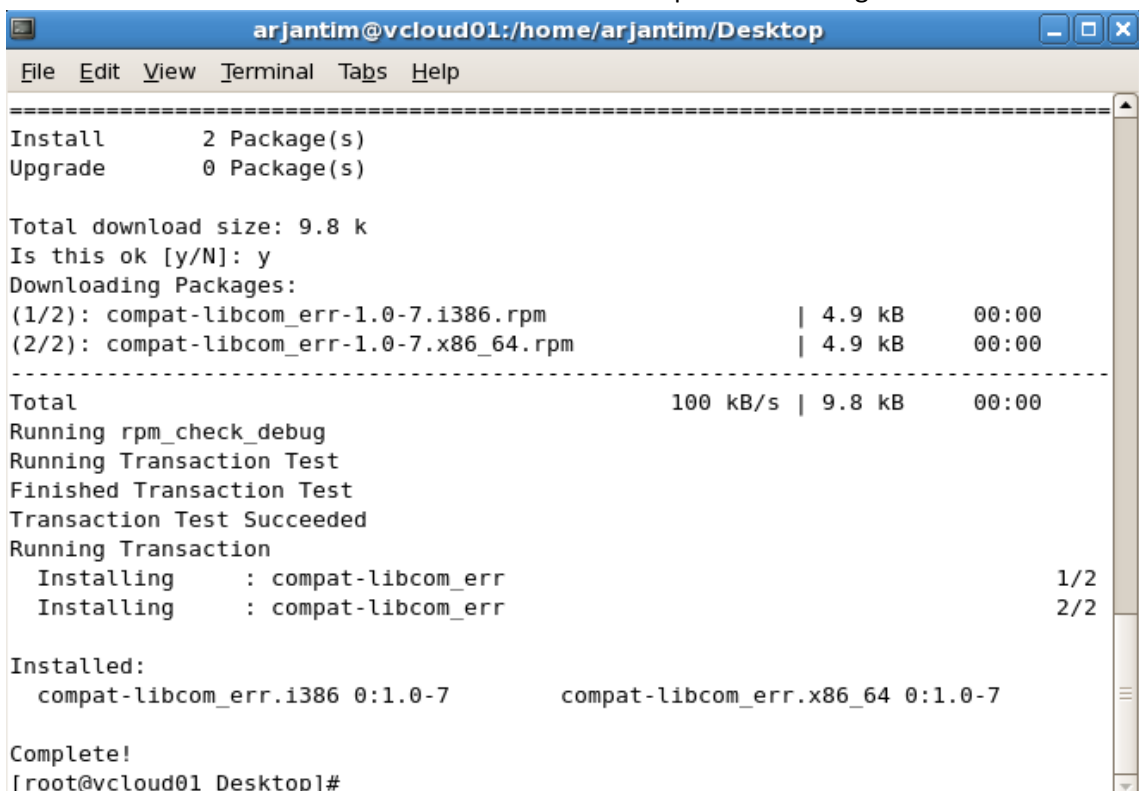 arjantim@vcloud01:/home/arjantim/Desktop
File Edit View Terminal Tabs Help
================================================================================
Install       2 Package(s)
Upgrade       0 Package(s)
Total download size: 9.8 k
Is this ok [y/N]: y
Downloading Packages:
(1/2): compat-libcom_err-1.0-7.i386.rpm                  | 4.9 kB     00:00
(2/2): compat-libcom_err-1.0-7.x86_64.rpm                | 4.9 kB     00:00
--------------------------------------------------------------------------------
Total                                           100 kB/s | 9.8 kB     00:00
Running rpm_check_debug
Running Transaction Test
Finished Transaction Test
Transaction Test Succeeded
Running Transaction
  Installing     : compat-libcom_err                                        1/2
  Installing     : compat-libcom_err                                        2/2
Installed:
  compat-libcom_err.i386 0:1.0-7        compat-libcom_err.x86_64 0:1.0-7
Complete!
[root@vcloud01 Desktop]#